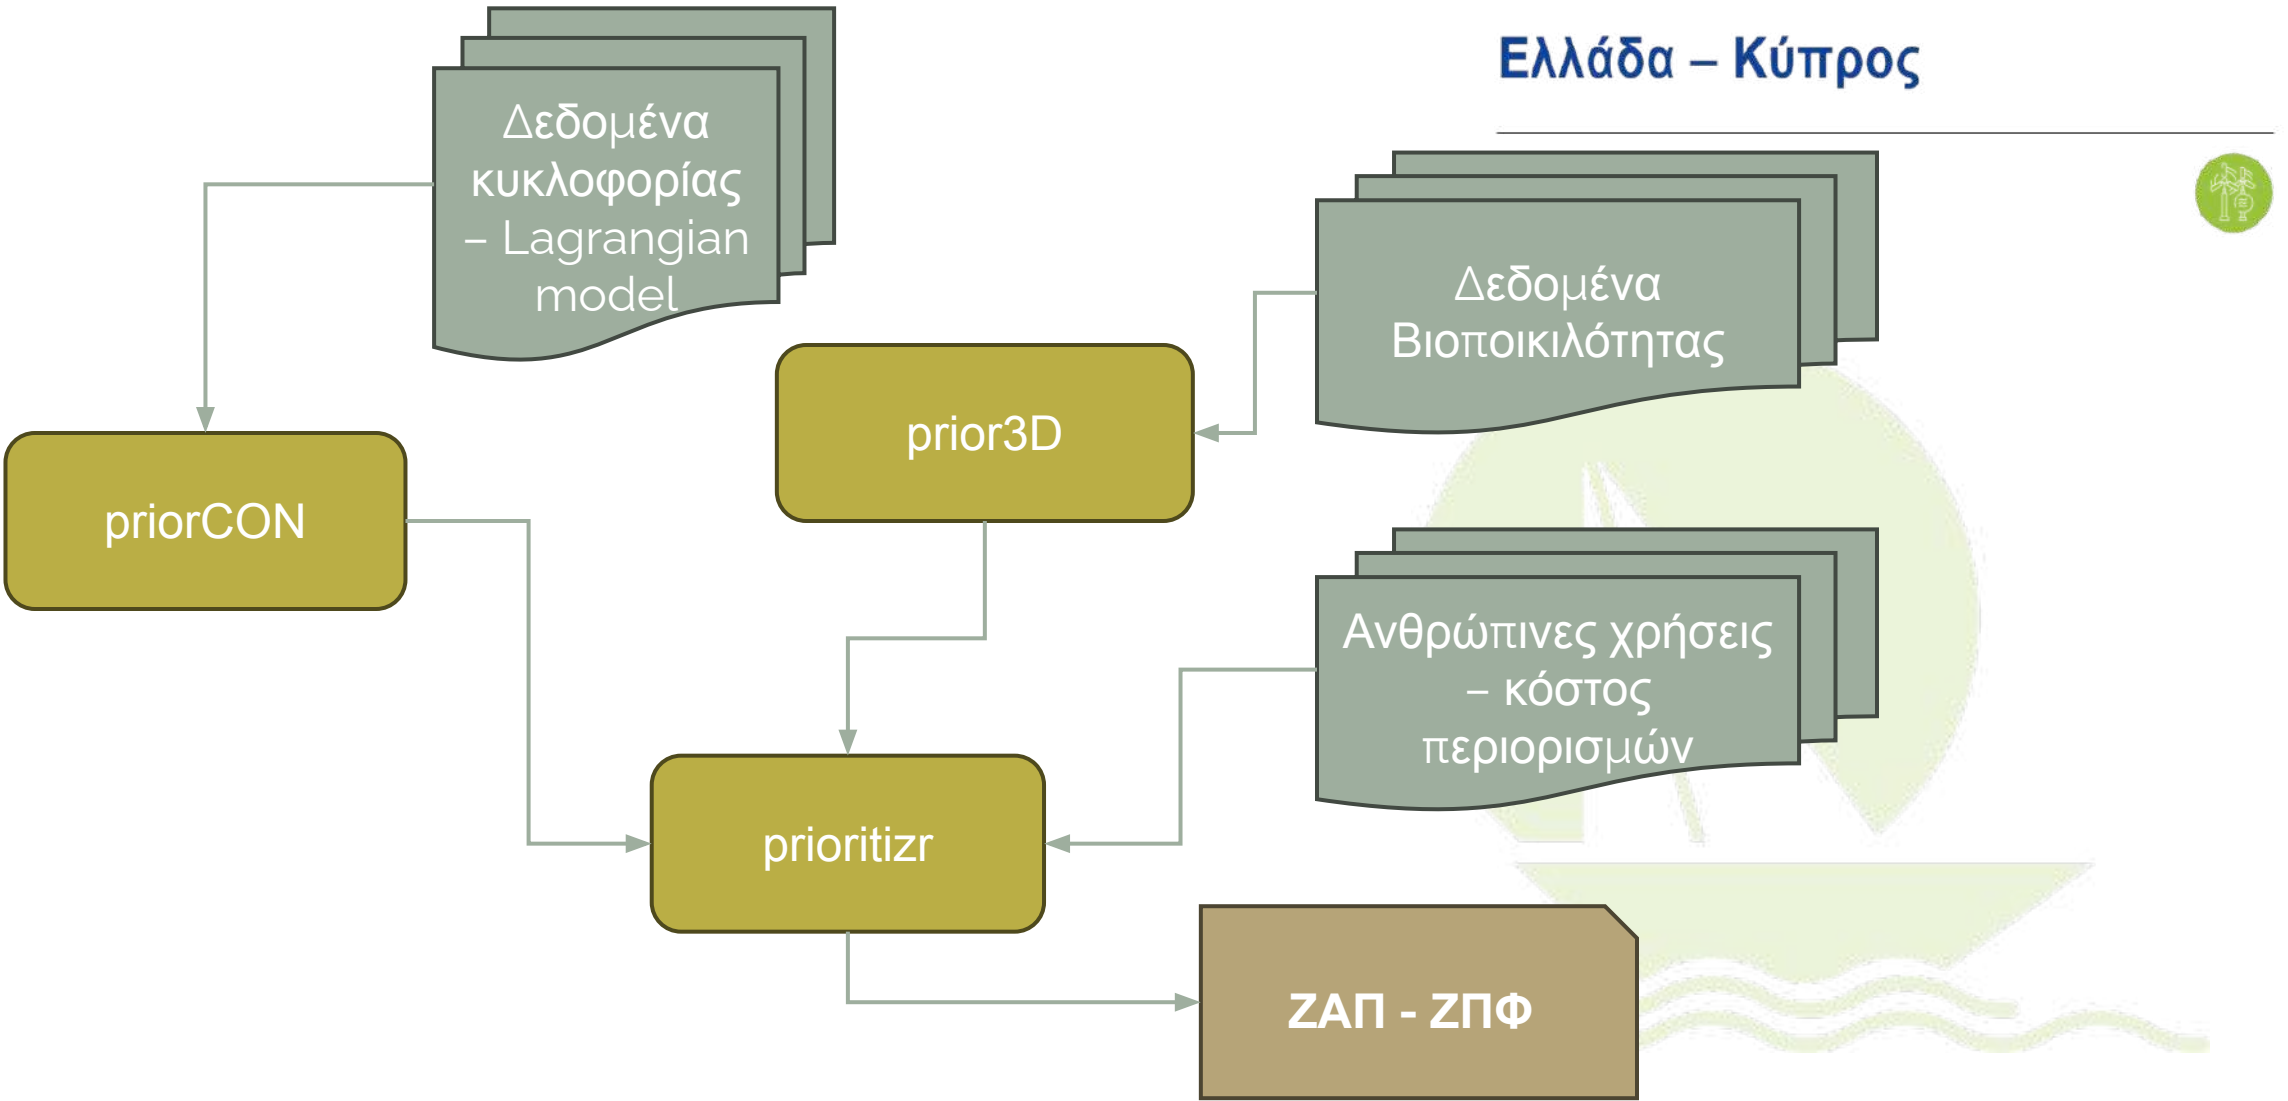 Ελλάδα – Κύπρος
Δεδομένα
κυκλοφορίας
– Lagrangian
model
Δεδομένα
Βιοποικιλότητας
prior3D
priorCON
Ανθρώπινες χρήσεις
– κόστος
περιορισμών
prioritizr
ΖΑΠ - ΖΠΦ